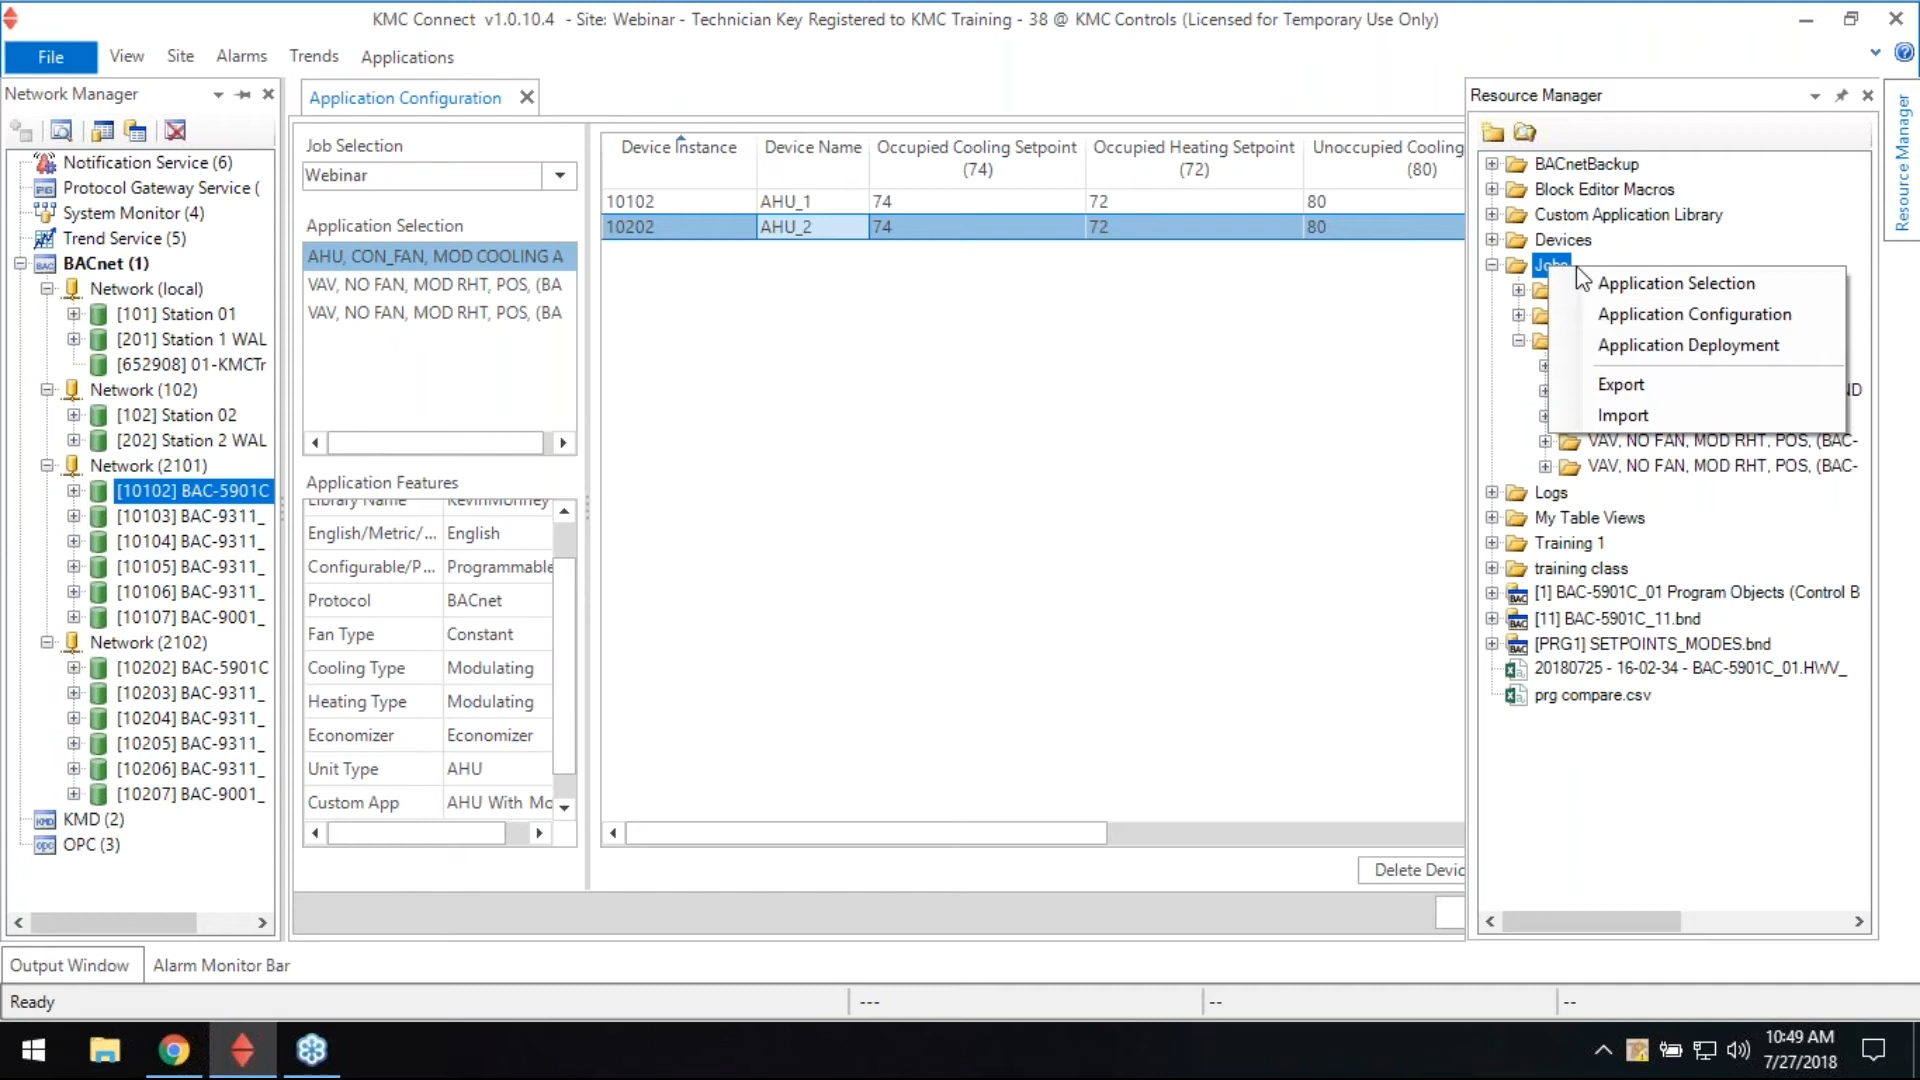 KMC Connect v1.0.10.4 - Site: Webinar - Technician Key Registered to KMC Training - 38 @ KMC Controls (Licensed for Temporary Use Only)
File View Site Alarms Trends Applications
Network Manager
Notification Service (6)
Protocol Gateway Service (
System Monitor (4)
Trend Service (5)
BACnet (1)
Network (local)
[101] Station 01
[201] Station 1 WAL
[652908] 01-KMCTr
Network (102)
[102] Station 02
[202] Station 2 WAL
Network (2101)
[10102] BAC-5901C
[10103] BAC-9311_
[10104] BAC-9311_
[10105] BAC-9311_
[10106] BAC-9311_
[10107] BAC-9001_
Network (2102)
[10202] BAC-5901C
[10203] BAC-9311_
[10204] BAC-9311_
[10205] BAC-9311_
[10206] BAC-9311_
[10207] BAC-9001_
KMD (2)
OPC (3)
Application Configuration
Job Selection
Webinar
Application Selection
AHU, CON_FAN, MOD COOLING A
VAV, NO FAN, MOD RHT, POS, (BA
VAV, NO FAN, MOD RHT, POS, (BA
Application Features
English/Metric/... English
Configurable/P... Programmable
Protocol BACnet
Fan Type Constant
Cooling Type Modulating
Heating Type Modulating
Economizer Economizer
Unit Type AHU
Custom App AHU With Mo
Device Instance Device Name Occupied Cooling Setpoint (74) Occupied Heating Setpoint (72) Unoccupied Cooling (80)
10102 AHU_1 74 72 80
10202 AHU_2 74 72 80
Delete Devic
Resource Manager
BACnetBackup
Block Editor Macros
Custom Application Library
Devices
Jobs
Application Selection
Application Configuration
Application Deployment
Export
Import
ND
VAV, NO FAN, MOD RHT, POS, (BAC-
VAV, NO FAN, MOD RHT, POS, (BAC-
Logs
My Table Views
Training 1
training class
[1] BAC-5901C_01 Program Objects (Control B
[11] BAC-5901C_11.bnd
[PRG1] SETPOINTS_MODES.bnd
20180725 - 16-02-34 - BAC-5901C_01.HWV_
prg compare.csv
Resource Manager
Output Window Alarm Monitor Bar
Ready --- -- --
10:49 AM
7/27/2018